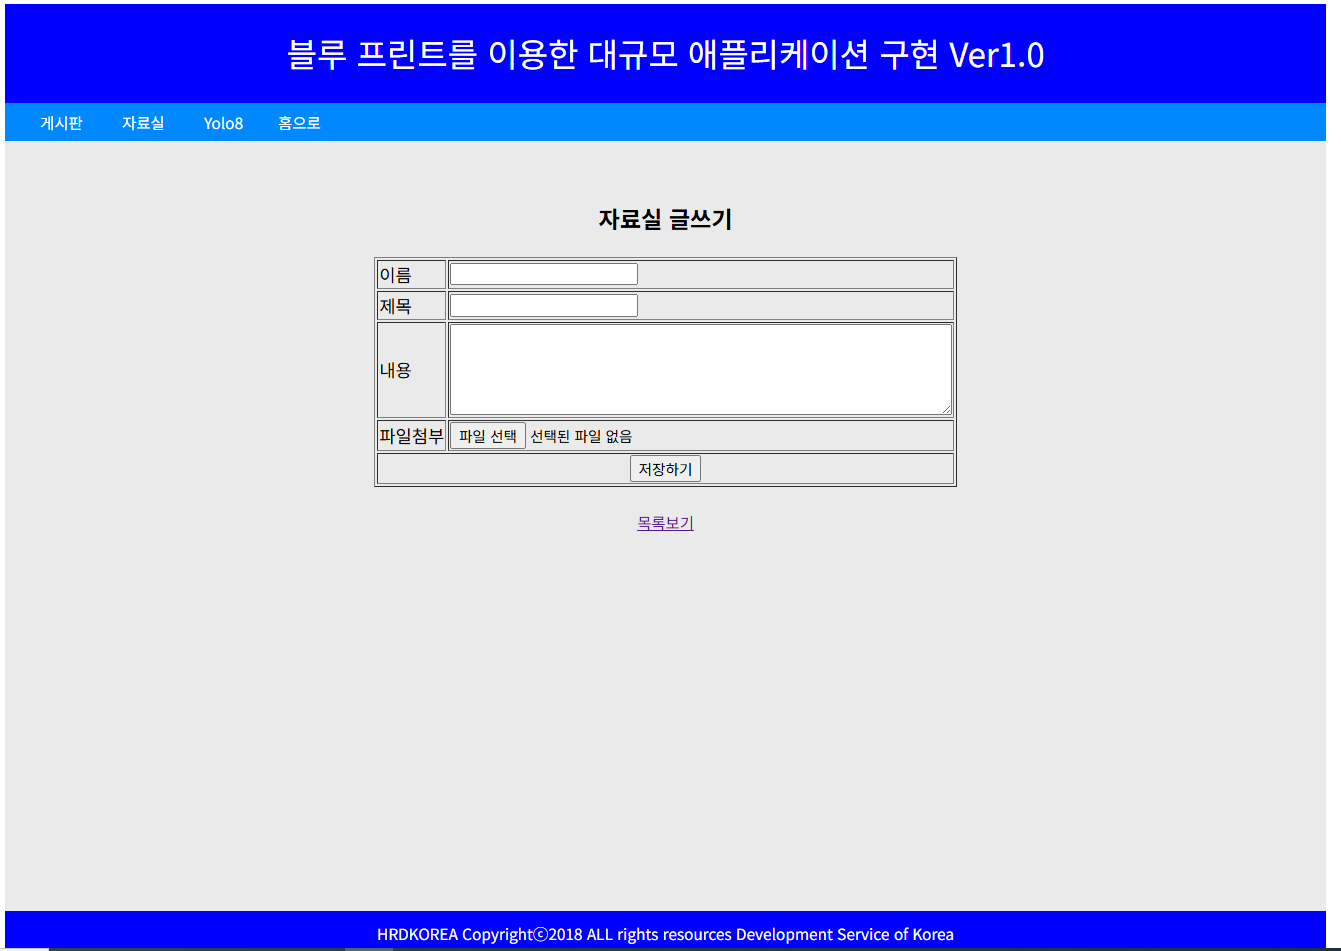 블루 프린트를 이용한 대규모 애플리케이션 구현 Ver1.0
게시판 자료실 Yolo8 홈으로
자료실 글쓰기
이름
제목
내용
파일첨부 파일 선택 선택된 파일 없음
저장하기
목록보기
HRDKOREA Copyrightⓒ2018 ALL rights resources Development Service of Korea